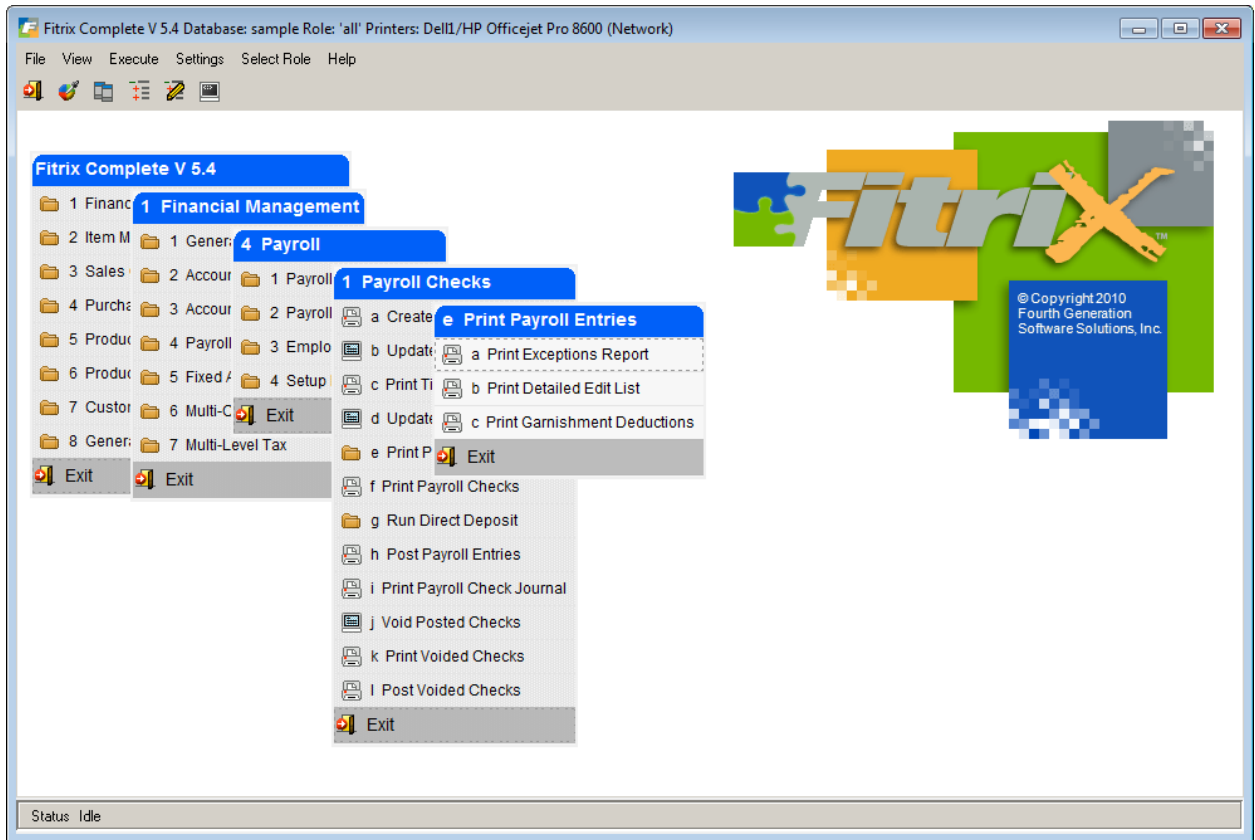 Fitrix Complete V 5.4 Database: sample Role: 'all' Printers: Dell1/HP Officejet Pro 8600 (Network)
File View Execute Settings Select Role Help
Fitrix Complete V 5.4
1 Financ
2 Item M
3 Sales
4 Purcha
5 Produc
6 Produc
7 Custor
8 Genera
Exit
1 Financial Management
1 Genera
2 Accour
3 Accour
4 Payroll
5 Fixed A
6 Multi-C
7 Multi-Level Tax
Exit
4 Payroll
1 Payroll
2 Payroll
3 Emplo
4 Setup
Exit
1 Payroll Checks
a Create
b Update
c Print Ti
d Update
e Print P
f Print Payroll Checks
g Run Direct Deposit
h Post Payroll Entries
i Print Payroll Check Journal
j Void Posted Checks
k Print Voided Checks
l Post Voided Checks
Exit
e Print Payroll Entries
a Print Exceptions Report
b Print Detailed Edit List
c Print Garnishment Deductions
Exit
FitriX
TM
© Copyright 2010
Fourth Generation
Software Solutions, Inc.
Status Idle